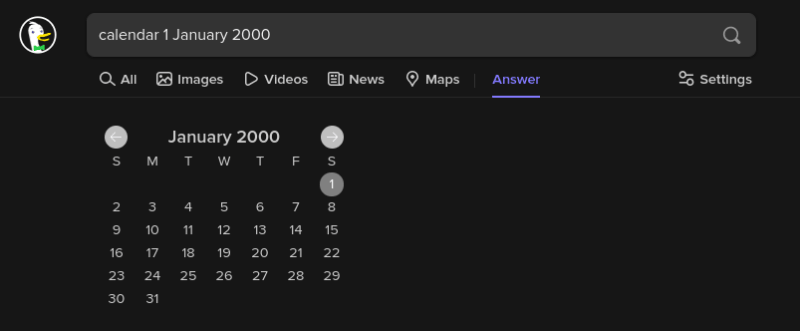 calendar 1 January 2000
All Images Videos News Maps Answer Settings
January 2000
S M T W T F S
1
2 3 4 5 6 7 8
9 10 11 12 13 14 15
16 17 18 19 20 21 22
23 24 25 26 27 28 29
30 31